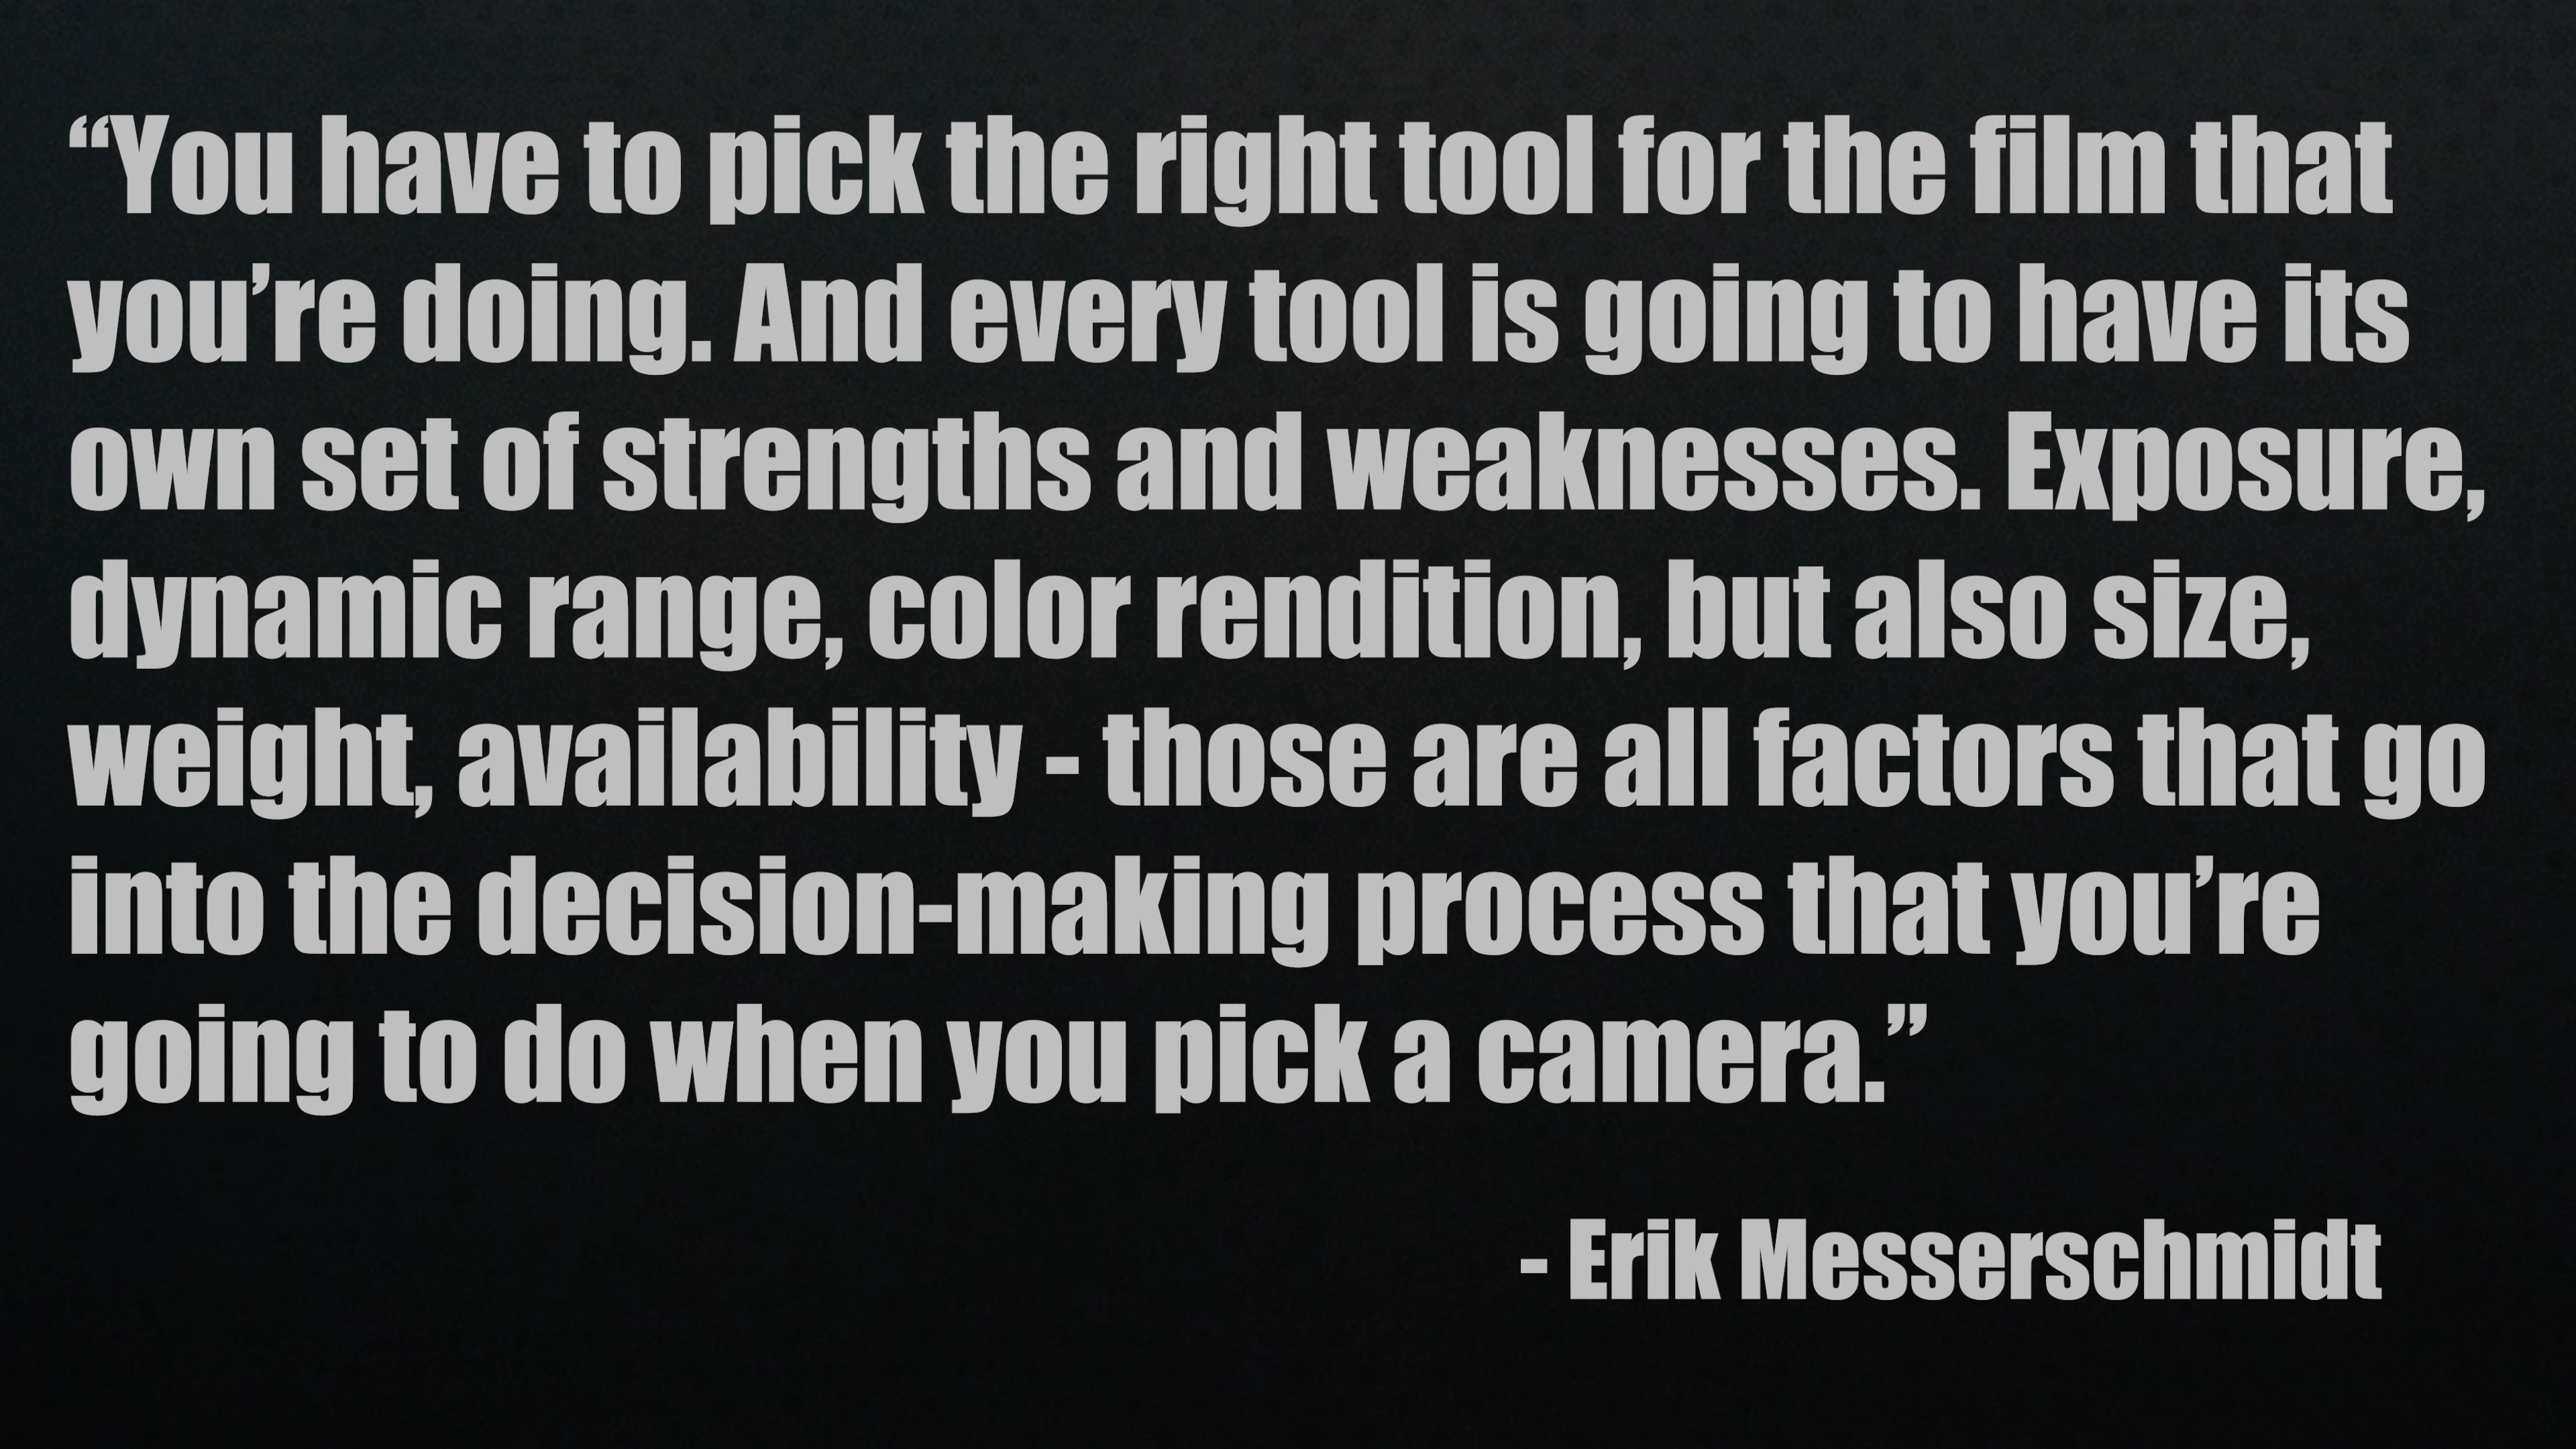 “You have to pick the right tool for the film that
you’re doing. And every tool is going to have its
own set of strengths and weaknesses. Exposure,
dynamic range, color rendition, but also size,
weight, availability - those are all factors that go
into the decision-making process that you’re
going to do when you pick a camera.”
- Erik Messerschmidt